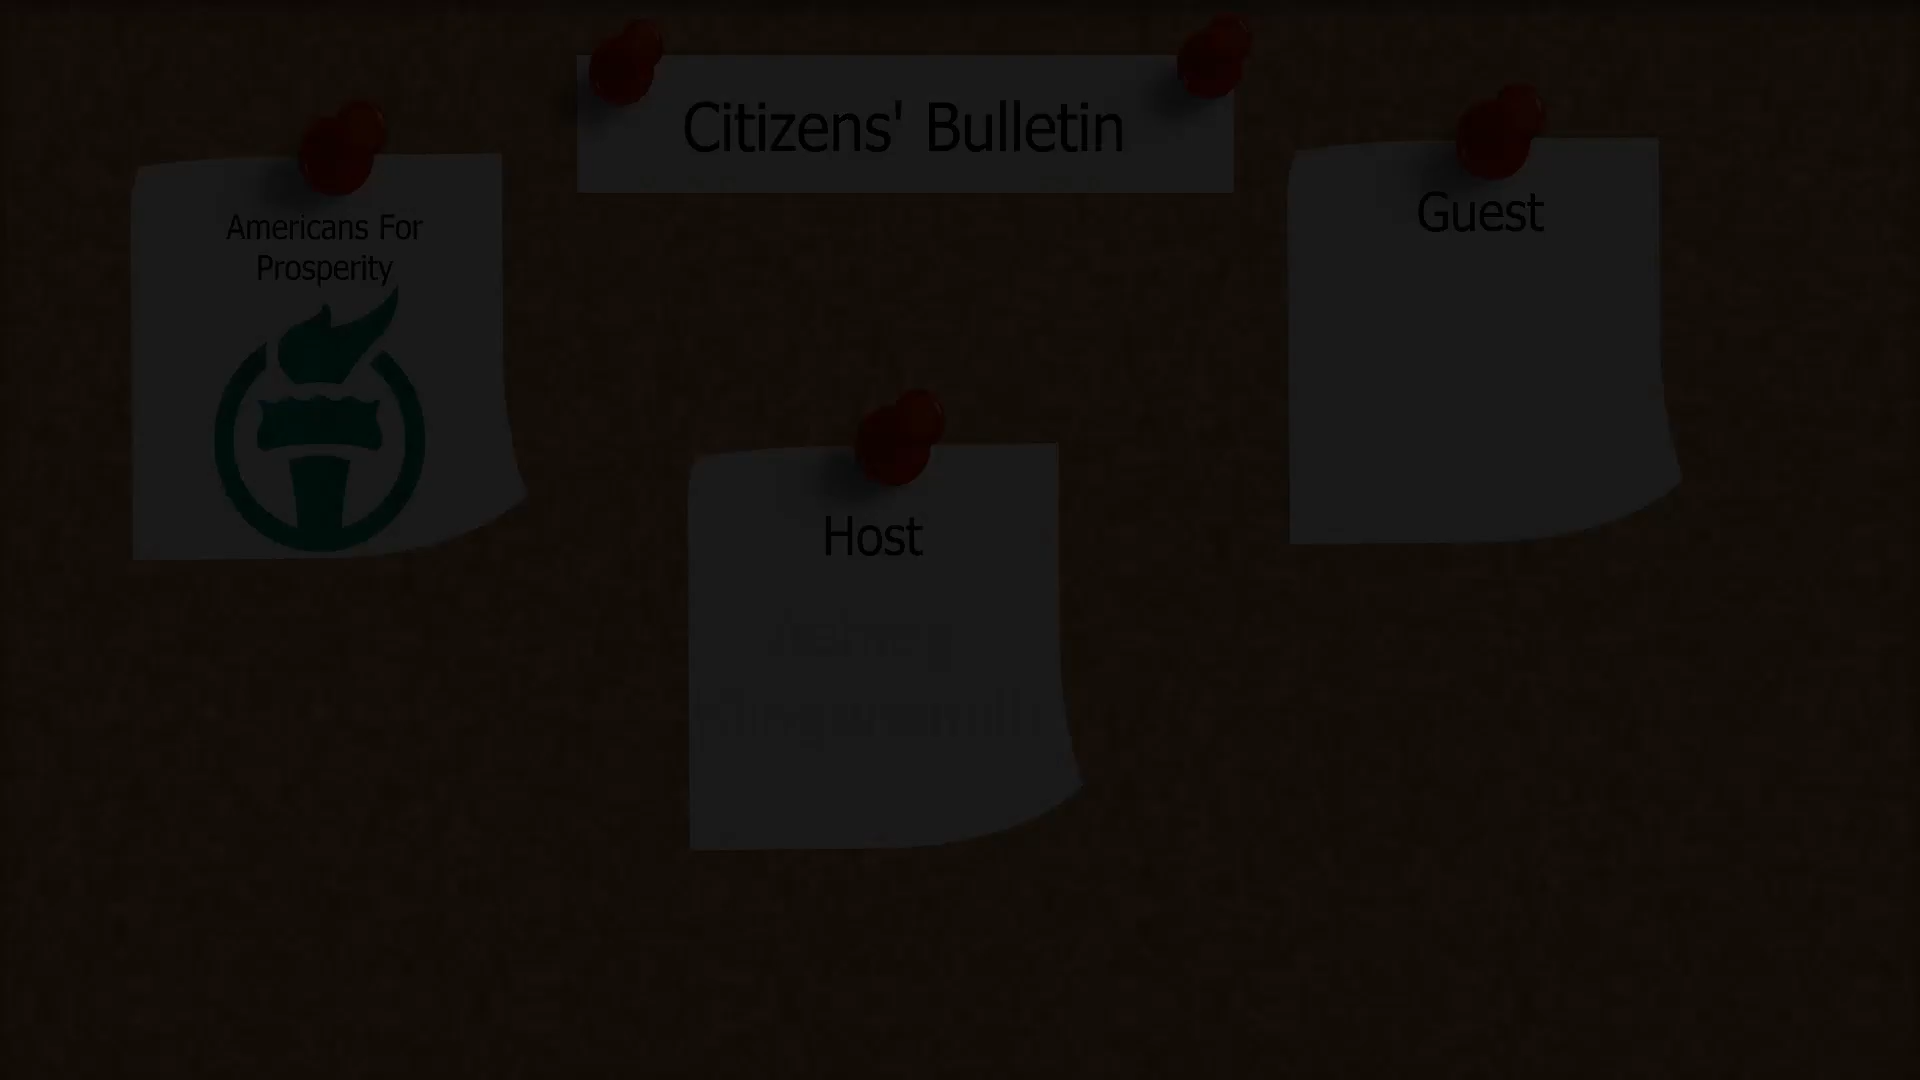 Citizens' Bulletin
Americans For
Prosperity
Guest
Host